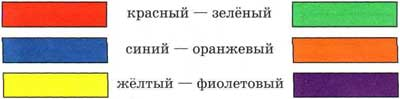 красный — зелёный
синий — оранжевый
жёлтый — фиолетовый